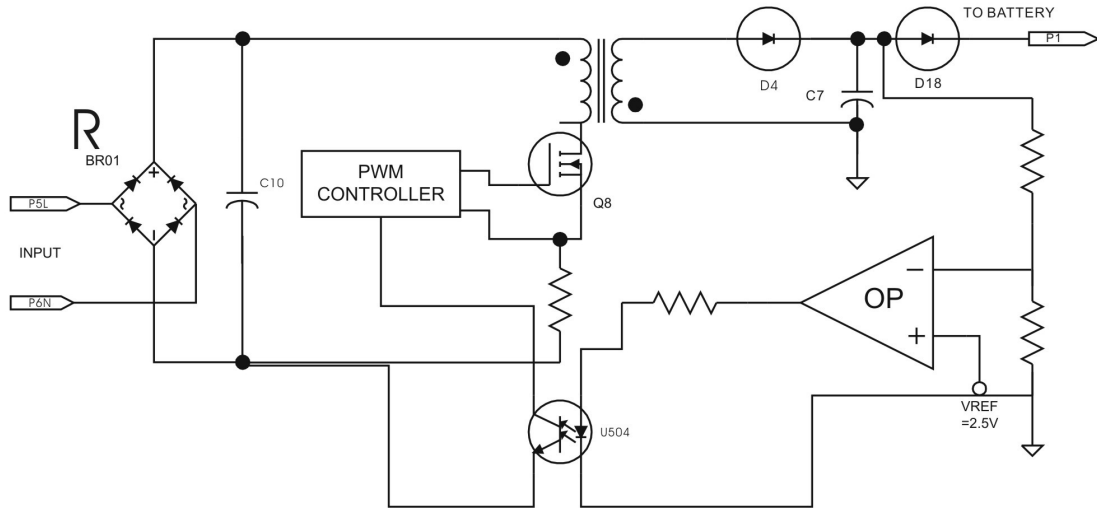 TO BATTERY
P1
D4
C7
D18
R
BR01
+
~
~
−
P5L
INPUT
P6N
C10
PWM
CONTROLLER
Q8
OP
−
+
VREF
=2.5V
U504